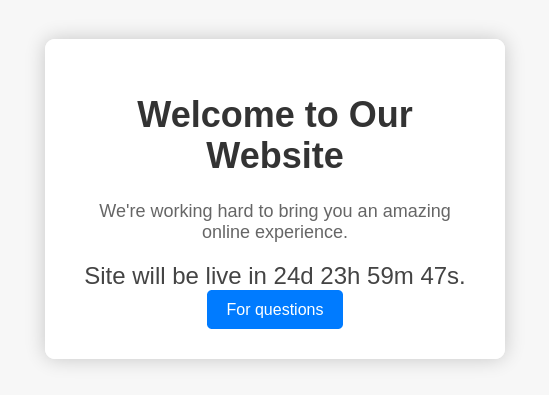 Welcome to Our
Website
We're working hard to bring you an amazing
online experience.
Site will be live in 24d 23h 59m 47s.
For questions